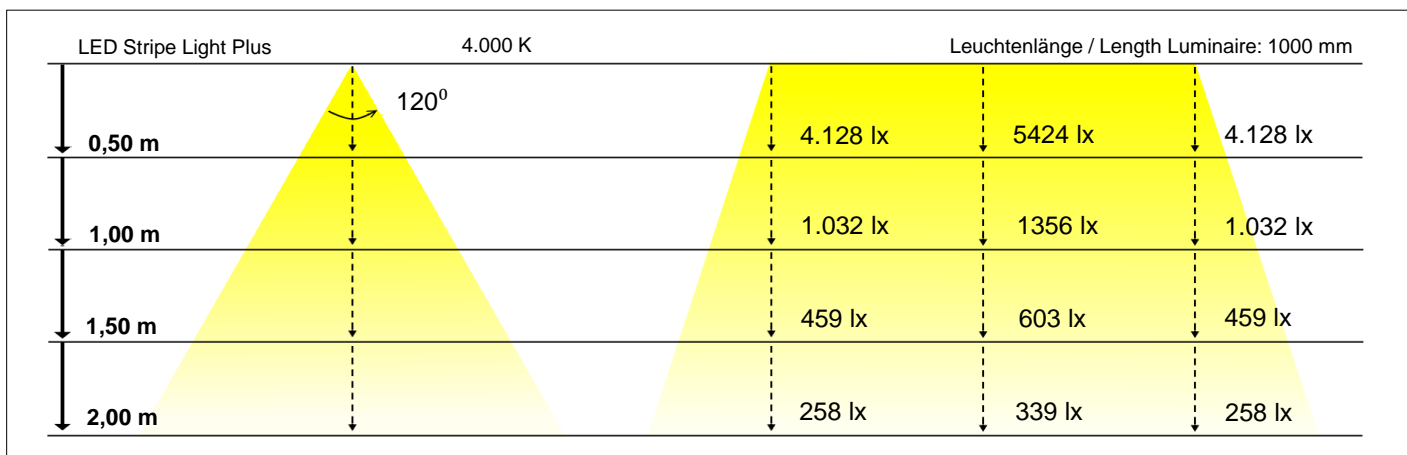 LED Stripe Light Plus 4.000 K Leuchtenlänge / Length Luminaire: 1000 mm
120⁰
0,50 m 4.128 lx 5424 lx 4.128 lx
1,00 m 1.032 lx 1356 lx 1.032 lx
1,50 m 459 lx 603 lx 459 lx
2,00 m 258 lx 339 lx 258 lx